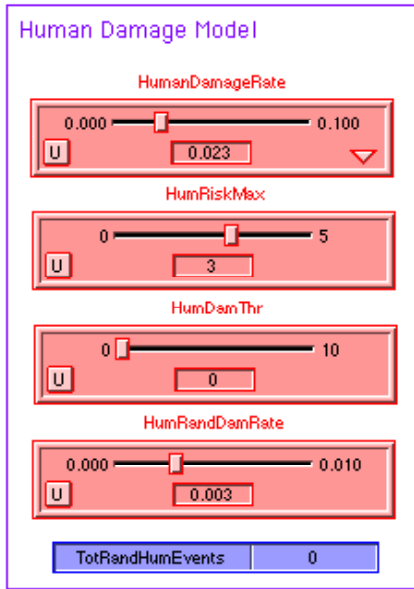 Human Damage Model
HumanDamageRate
0.000 0.100
U 0.023
HumRiskMax
0 5
U 3
HumDamThr
0 10
U 0
HumRandDamRate
0.000 0.010
U 0.003
TotRandHumEvents 0